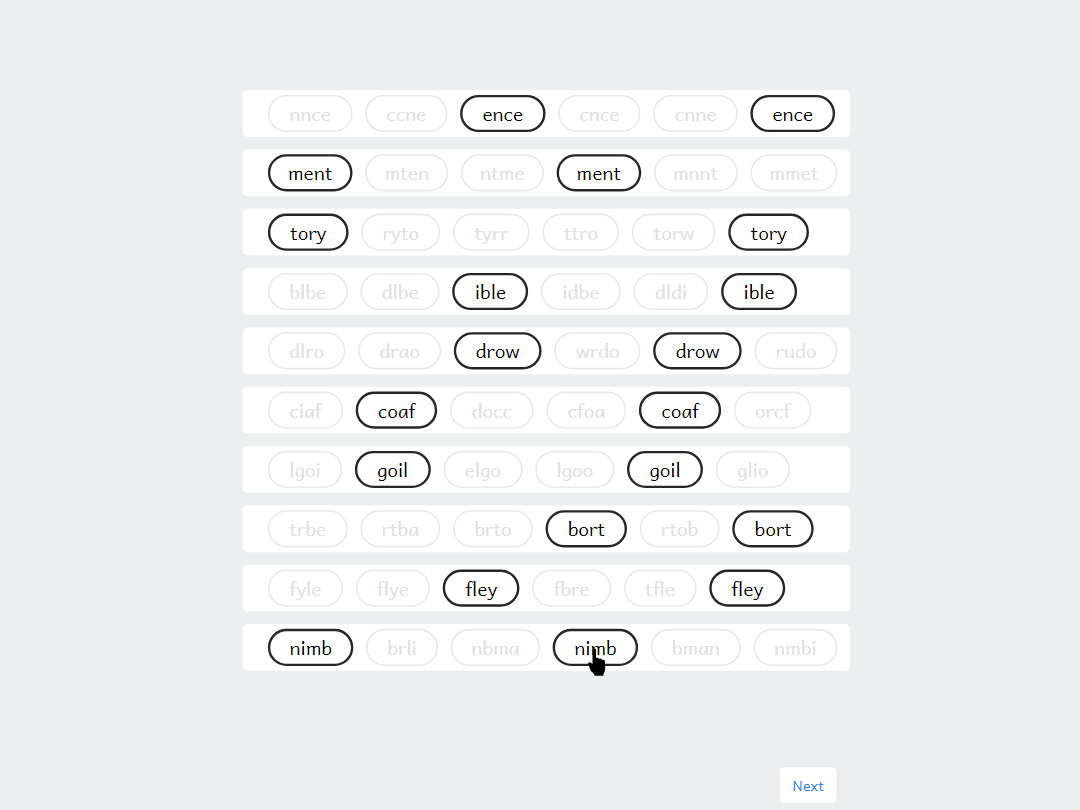 nnce ccne ence cnce cnne ence
ment mten ntme ment mnnt mmet
tory ryto tyrr ttro torw tory
blbe dlbe ible idbe dldi ible
dlro drao drow wrdo drow rudo
ciaf coaf docc cfoa coaf orcf
lgoi goil elgo lgoo goil glio
trbe rtba brto bort rtob bort
fyle flye fley fbre tfle fley
nimb brli nbma nimb bman nmbi
Next